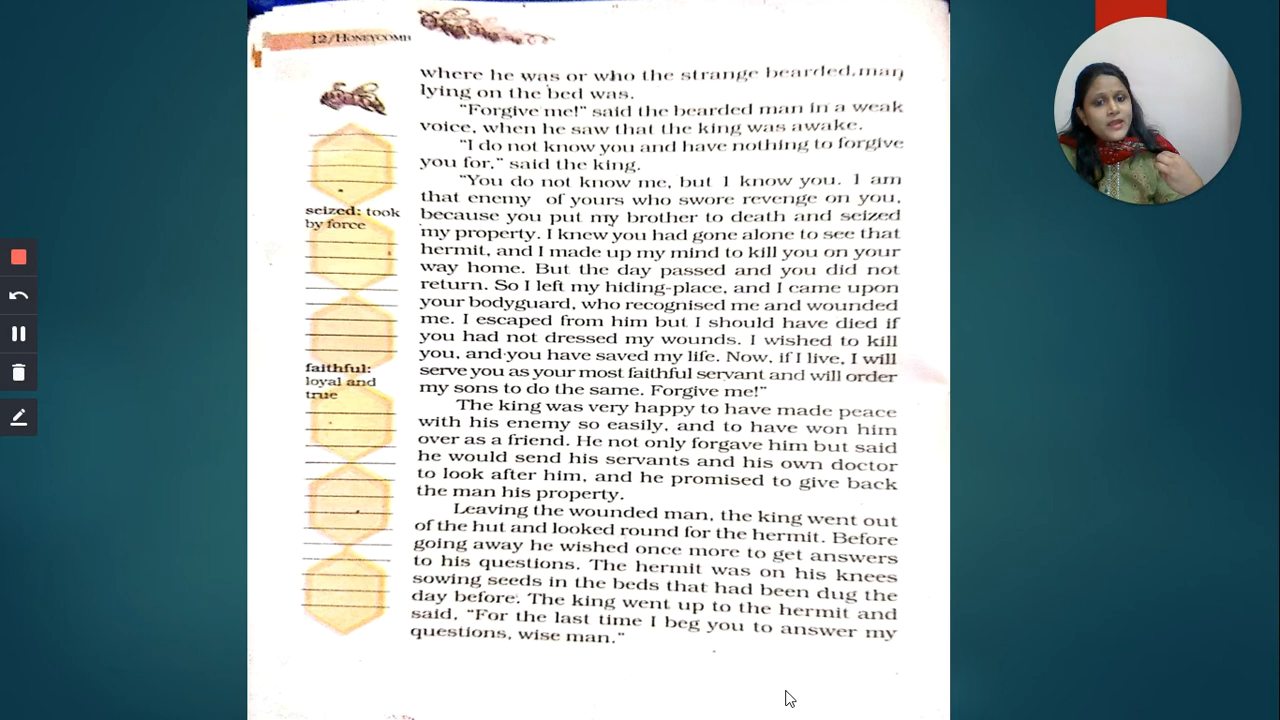 12/HONEYCOMB
where he was or who the strange bearded man
lying on the bed was.
"Forgive me!" said the bearded man in a weak
voice, when he saw that the king was awake.
"I do not know you and have nothing to forgive
you for," said the king.
"You do not know me, but I know you. I am
that enemy of yours who swore revenge on you,
because you put my brother to death and seized
my property. I knew you had gone alone to see that
hermit, and I made up my mind to kill you on your
way home. But the day passed and you did not
return. So I left my hiding-place, and I came upon
your bodyguard, who recognised me and wounded
me. I escaped from him but I should have died if
you had not dressed my wounds. I wished to kill
you, and you have saved my life. Now, if I live, I will
serve you as your most faithful servant and will order
my sons to do the same. Forgive me!"
The king was very happy to have made peace
with his enemy so easily, and to have won him
over as a friend. He not only forgave him but said
he would send his servants and his own doctor
to look after him, and he promised to give back
the man his property.
Leaving the wounded man, the king went out
of the hut and looked round for the hermit. Before
going away he wished once more to get answers
to his questions. The hermit was on his knees
sowing seeds in the beds that had been dug the
day before. The king went up to the hermit and
said, "For the last time I beg you to answer my
questions, wise man."
seized: took
by force
faithful:
loyal and
true